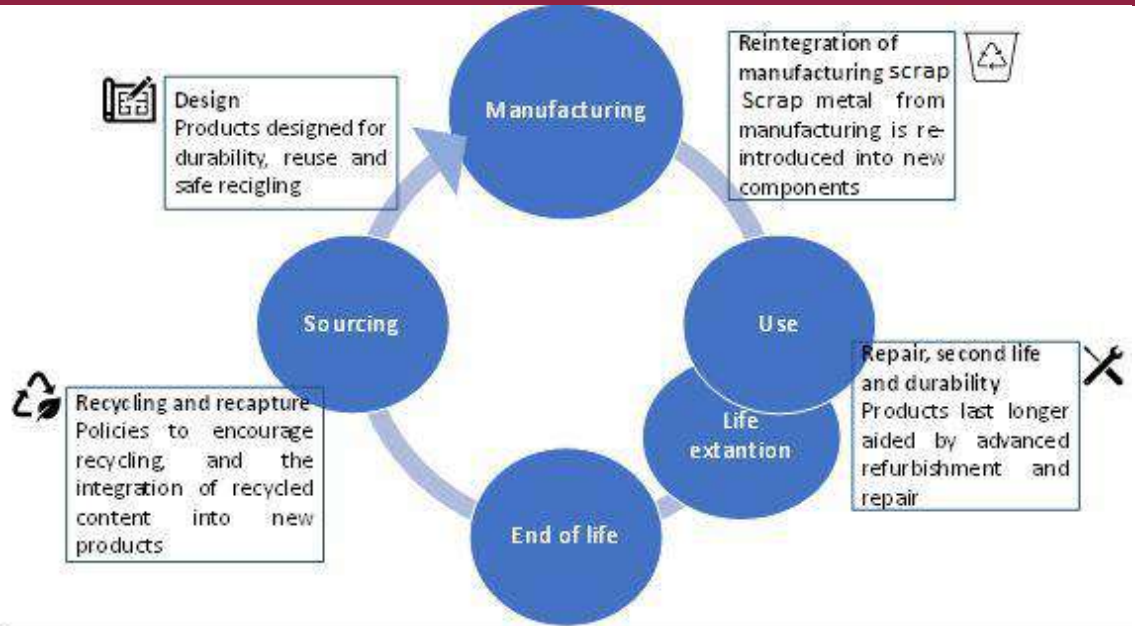 Manufacturing
Design
Products designed for
durability, reuse and
safe recigling
Reintegration of
manufacturing scrap
Scrap metal from
manufacturing is re-
introduced into new
components
Sourcing
Use
Repair, second life
and durability
Products last longer
aided by advanced
refurbishment and
repair
Life
extantion
Recycling and recapture
Policies to encourage
recycling, and the
integration of recycled
content into new
products
End of life